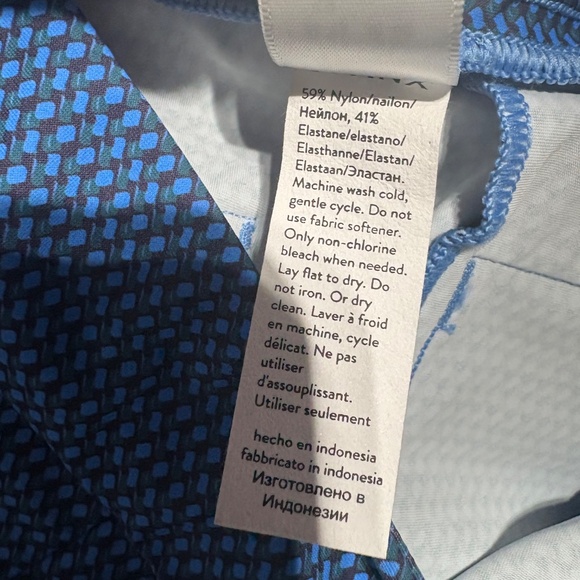 59% Nylon/nailon/
Нейлон, 41%
Elastane/elastano/
Elasthanne/Elastan/
Elastaan/Эластан.
Machine wash cold,
gentle cycle. Do not
use fabric softener.
Only non-chlorine
bleach when needed.
Lay flat to dry. Do
not iron. Or dry
clean. Laver à froid
en machine, cycle
délicat. Ne pas
utiliser
d'assouplissant.
Utiliser seulement
hecho en indonesia
fabbricato in indonesia
Изготовлено в
Индонезии